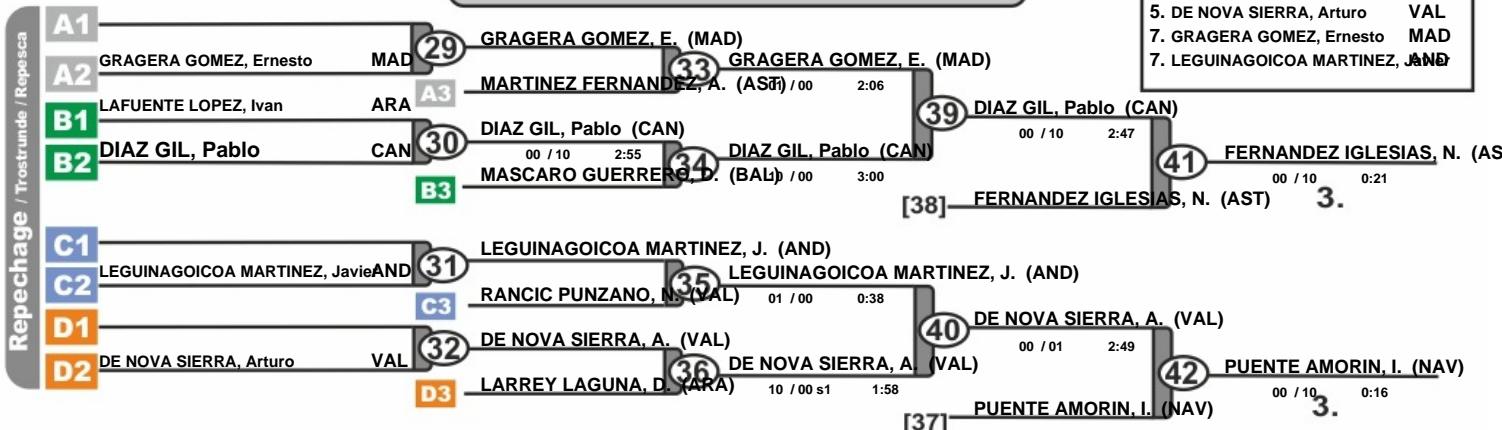 5. DE NOVA SIERRA, Arturo VAL
7. GRAGERA GOMEZ, Ernesto MAD
7. LEGUINAGOICOA MARTINEZ, Javier AND
Repechage / Trostrunde / Repesca
A1
A2 GRAGERA GOMEZ, Ernesto MAD
29
GRAGERA GOMEZ, E. (MAD)
A3 MARTINEZ FERNANDEZ, A. (AST)
33
GRAGERA GOMEZ, E. (MAD)
01 / 00 2:06
B1 LAFUENTE LOPEZ, Ivan ARA
B2 DIAZ GIL, Pablo CAN
30
DIAZ GIL, Pablo (CAN)
00 / 10 2:55
B3 MASCARO GUERRERO, D. (BAL)
34
DIAZ GIL, Pablo (CAN)
10 / 00 3:00
39
DIAZ GIL, Pablo (CAN)
00 / 10 2:47
[38] FERNANDEZ IGLESIAS, N. (AST)
41
FERNANDEZ IGLESIAS, N. (AS
00 / 10 0:21
3.
C1
C2 LEGUINAGOICOA MARTINEZ, Javier AND
31
LEGUINAGOICOA MARTINEZ, J. (AND)
C3 RANCIC PUNZANO, N. (VAL)
35
LEGUINAGOICOA MARTINEZ, J. (AND)
01 / 00 0:38
D1
D2 DE NOVA SIERRA, Arturo VAL
32
DE NOVA SIERRA, A. (VAL)
D3 LARREY LAGUNA, D. (ARA)
36
DE NOVA SIERRA, A. (VAL)
10 / 00 s1 1:58
40
DE NOVA SIERRA, A. (VAL)
00 / 01 2:49
[37] PUENTE AMORIN, I. (NAV)
42
PUENTE AMORIN, I. (NAV)
00 / 10 0:16
3.